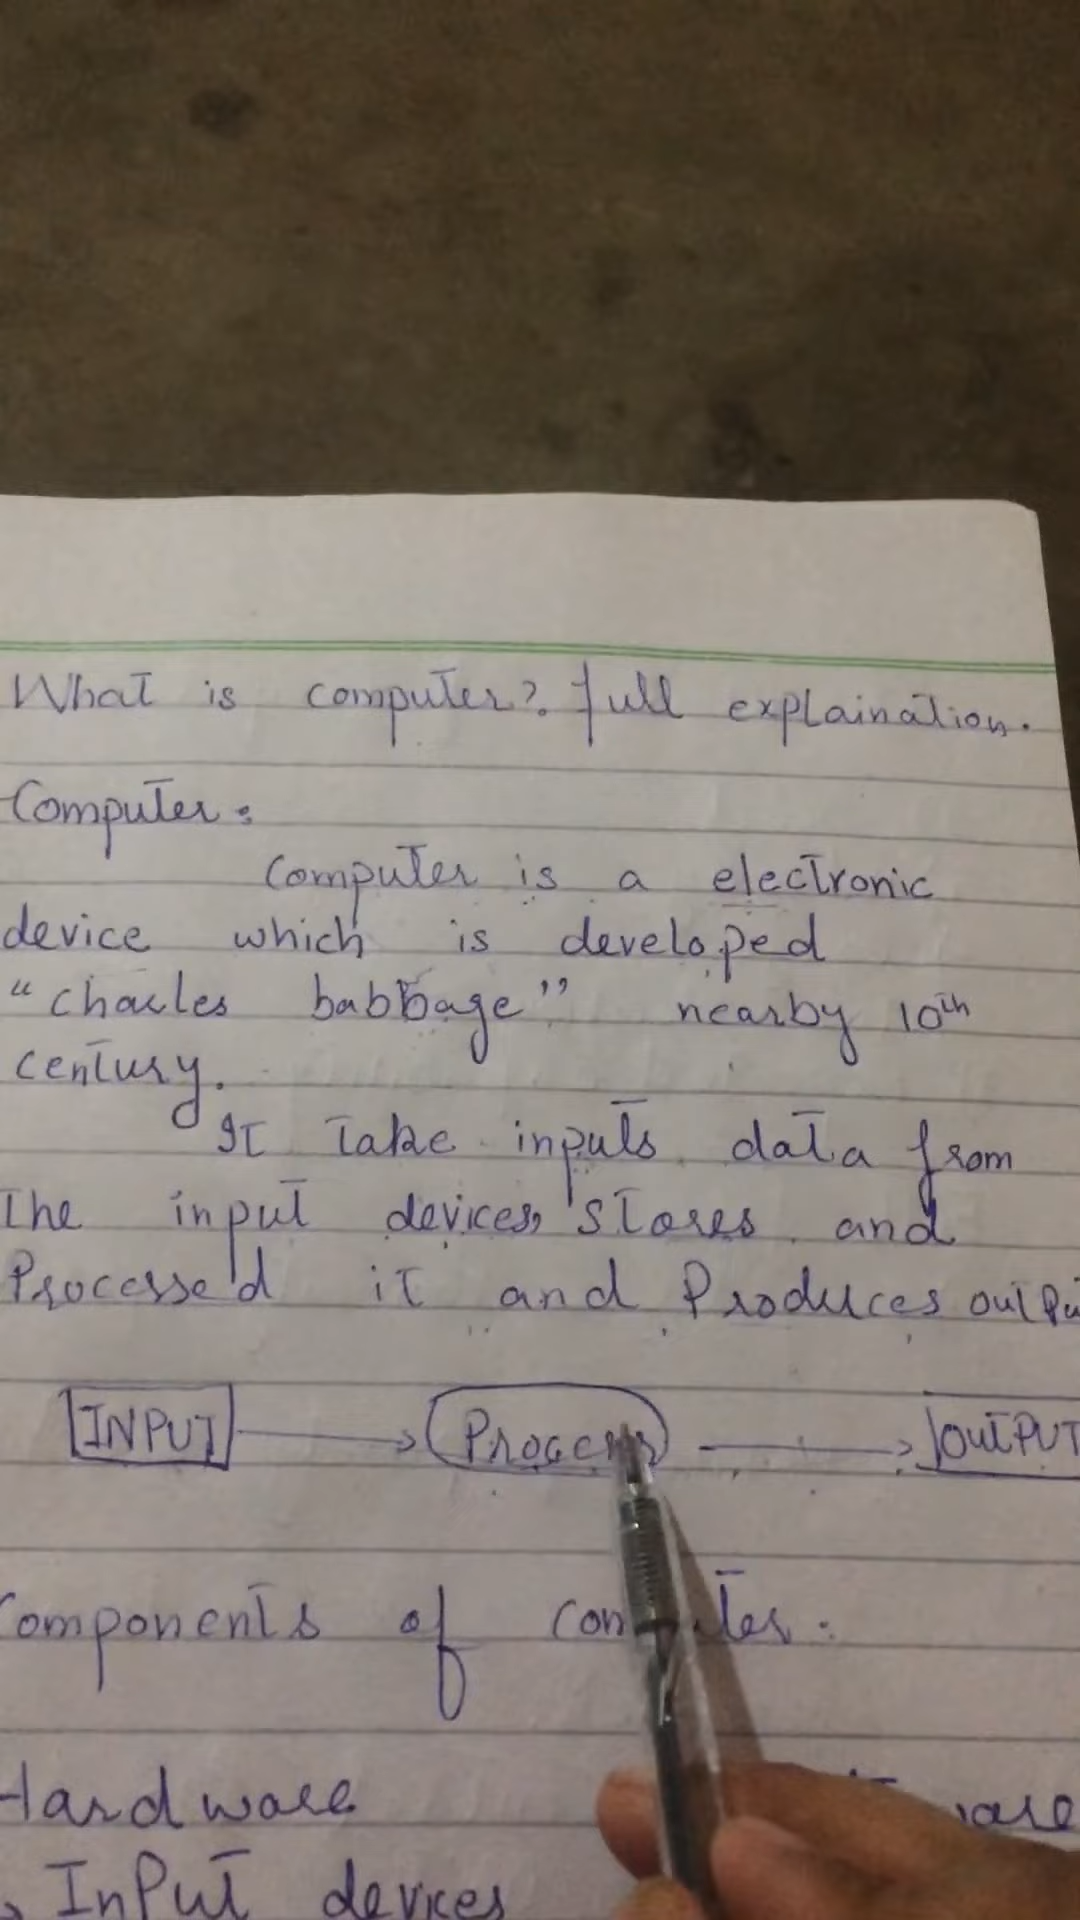 What is computer? full explaination.
Computer:
Computer is a electronic
device which is developed
"charles babbage" nearby 10th
century.
It take inputs data from
The input devices, stores and
Processed it and Produces outpu
INPUT Process OUTPUT
Components of
Hardware
Input devices